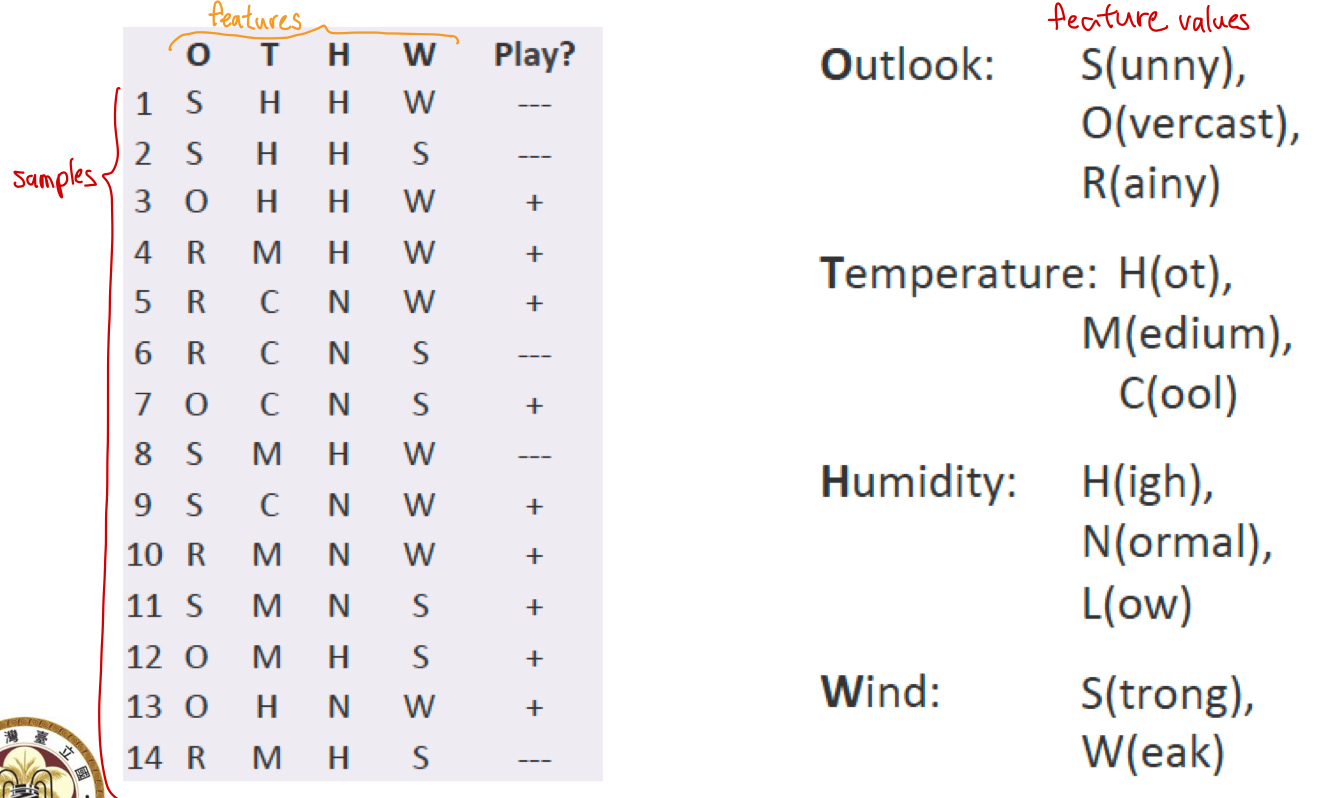 features
O T H W Play?
1 S H H W ---
2 S H H S ---
3 O H H W +
4 R M H W +
5 R C N W +
6 R C N S ---
7 O C N S +
8 S M H W ---
9 S C N W +
10 R M N W +
11 S M N S +
12 O M H S +
13 O H N W +
14 R M H S ---
samples
feature values
Outlook: S(unny),
O(vercast),
R(ainy)
Temperature: H(ot),
M(edium),
C(ool)
Humidity: H(igh),
N(ormal),
L(ow)
Wind: S(trong),
W(eak)
灣臺立國